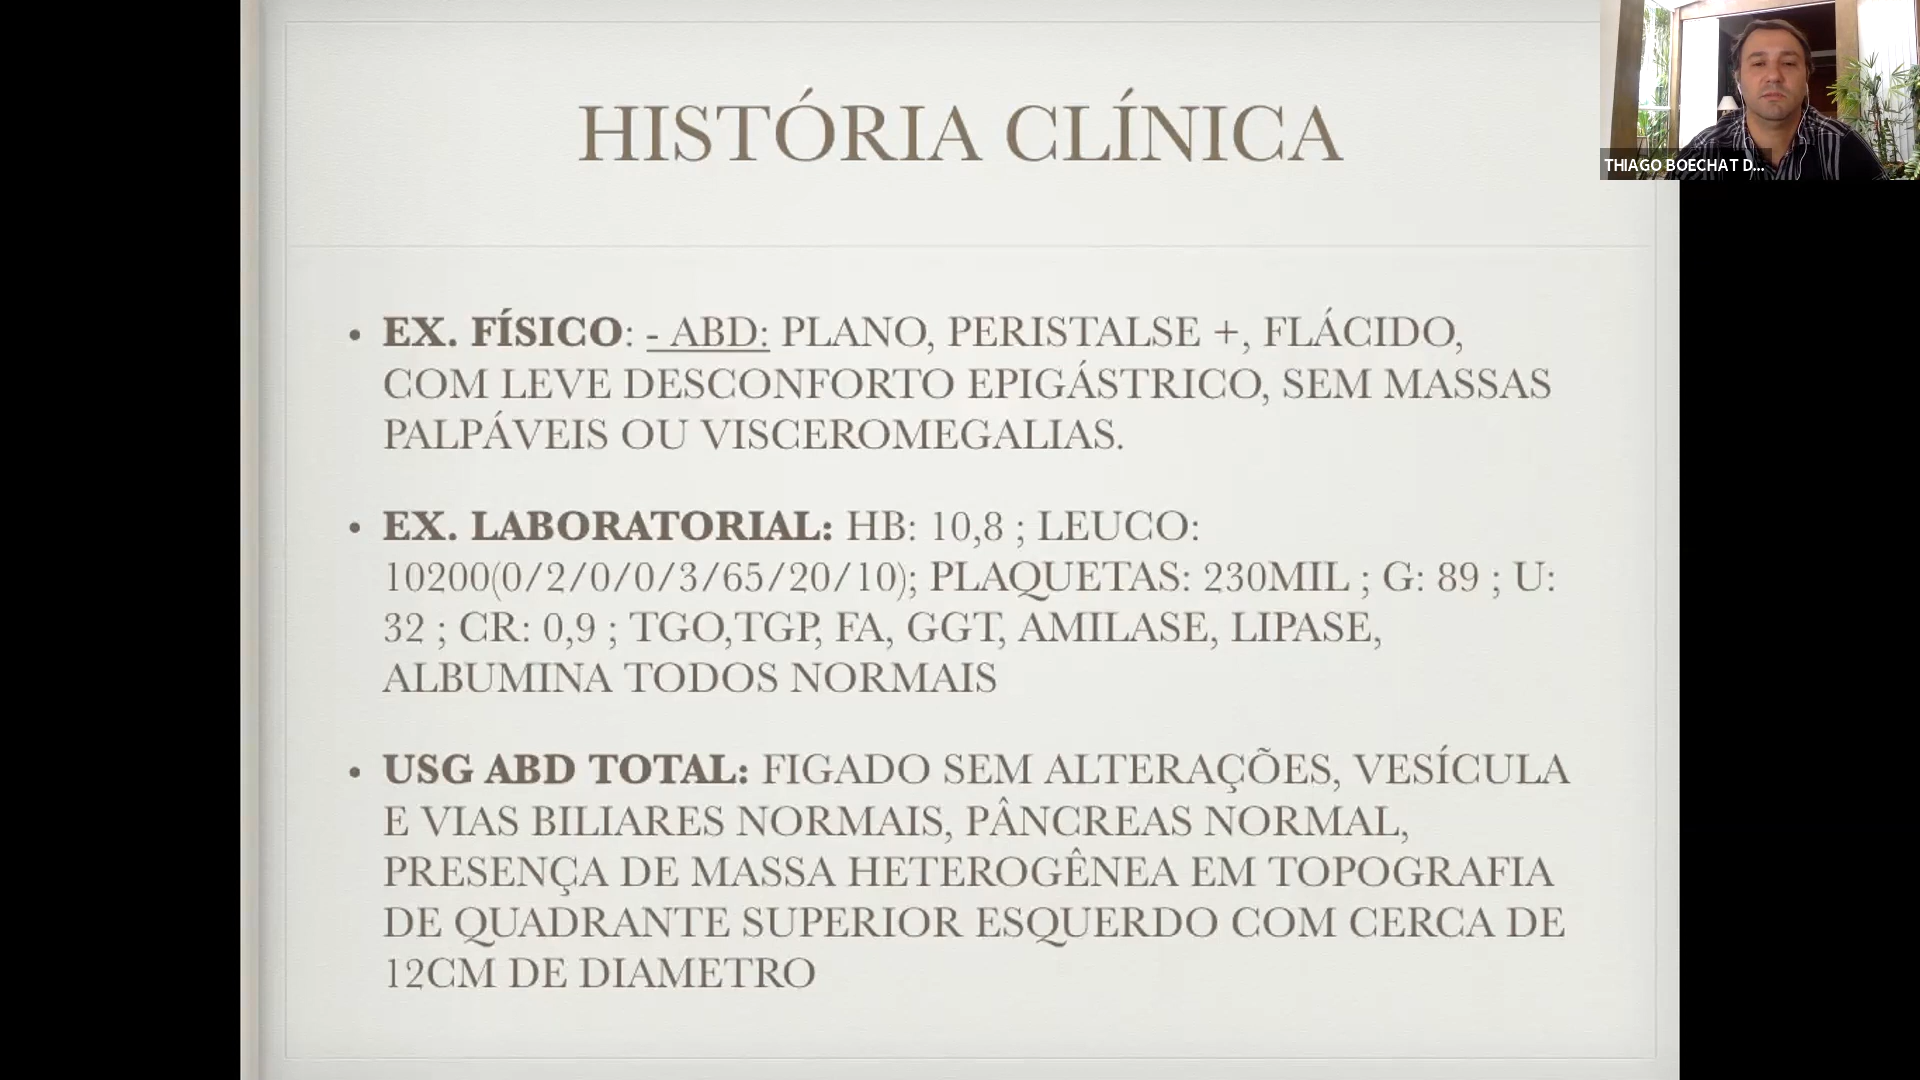 HISTÓRIA CLÍNICA
THIAGO BOECHAT D...
• EX. FÍSICO: - ABD: PLANO, PERISTALSE +, FLÁCIDO,
COM LEVE DESCONFORTO EPIGÁSTRICO, SEM MASSAS
PALPÁVEIS OU VISCEROMEGALIAS.
• EX. LABORATORIAL: HB: 10,8 ; LEUCO:
10200(0/2/0/0/3/65/20/10); PLAQUETAS: 230MIL ; G: 89 ; U:
32 ; CR: 0,9 ; TGO,TGP, FA, GGT, AMILASE, LIPASE,
ALBUMINA TODOS NORMAIS
• USG ABD TOTAL: FIGADO SEM ALTERAÇÕES, VESÍCULA
E VIAS BILIARES NORMAIS, PÂNCREAS NORMAL,
PRESENÇA DE MASSA HETEROGÊNEA EM TOPOGRAFIA
DE QUADRANTE SUPERIOR ESQUERDO COM CERCA DE
12CM DE DIAMETRO